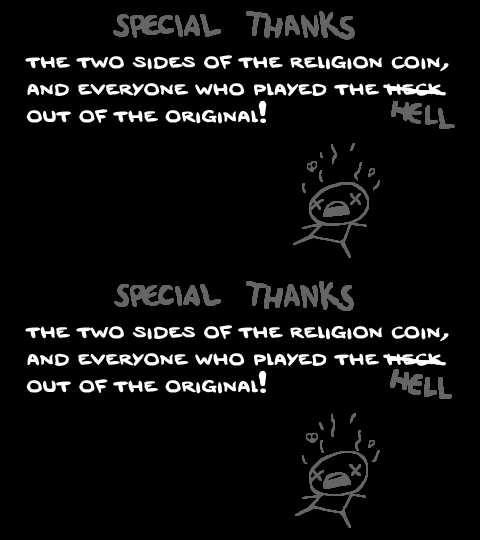 SPECIAL THANKS
THE TWO SIDES OF THE RELIGION COIN,
AND EVERYONE WHO PLAYED THE HECK
HELL
OUT OF THE ORIGINAL!
SPECIAL THANKS
THE TWO SIDES OF THE RELIGION COIN,
AND EVERYONE WHO PLAYED THE HECK
HELL
OUT OF THE ORIGINAL!